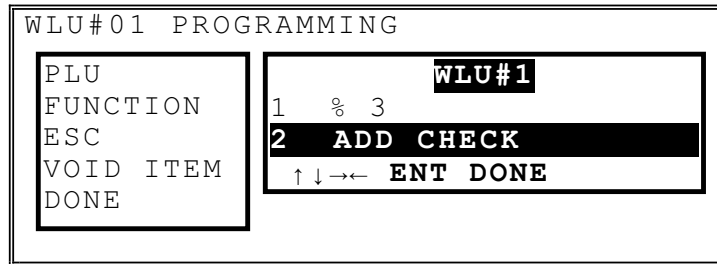 WLU#01 PROGRAMMING
PLU
FUNCTION
ESC
VOID ITEM
DONE
WLU#1
1 % 3
2 ADD CHECK
↑↓→← ENT DONE